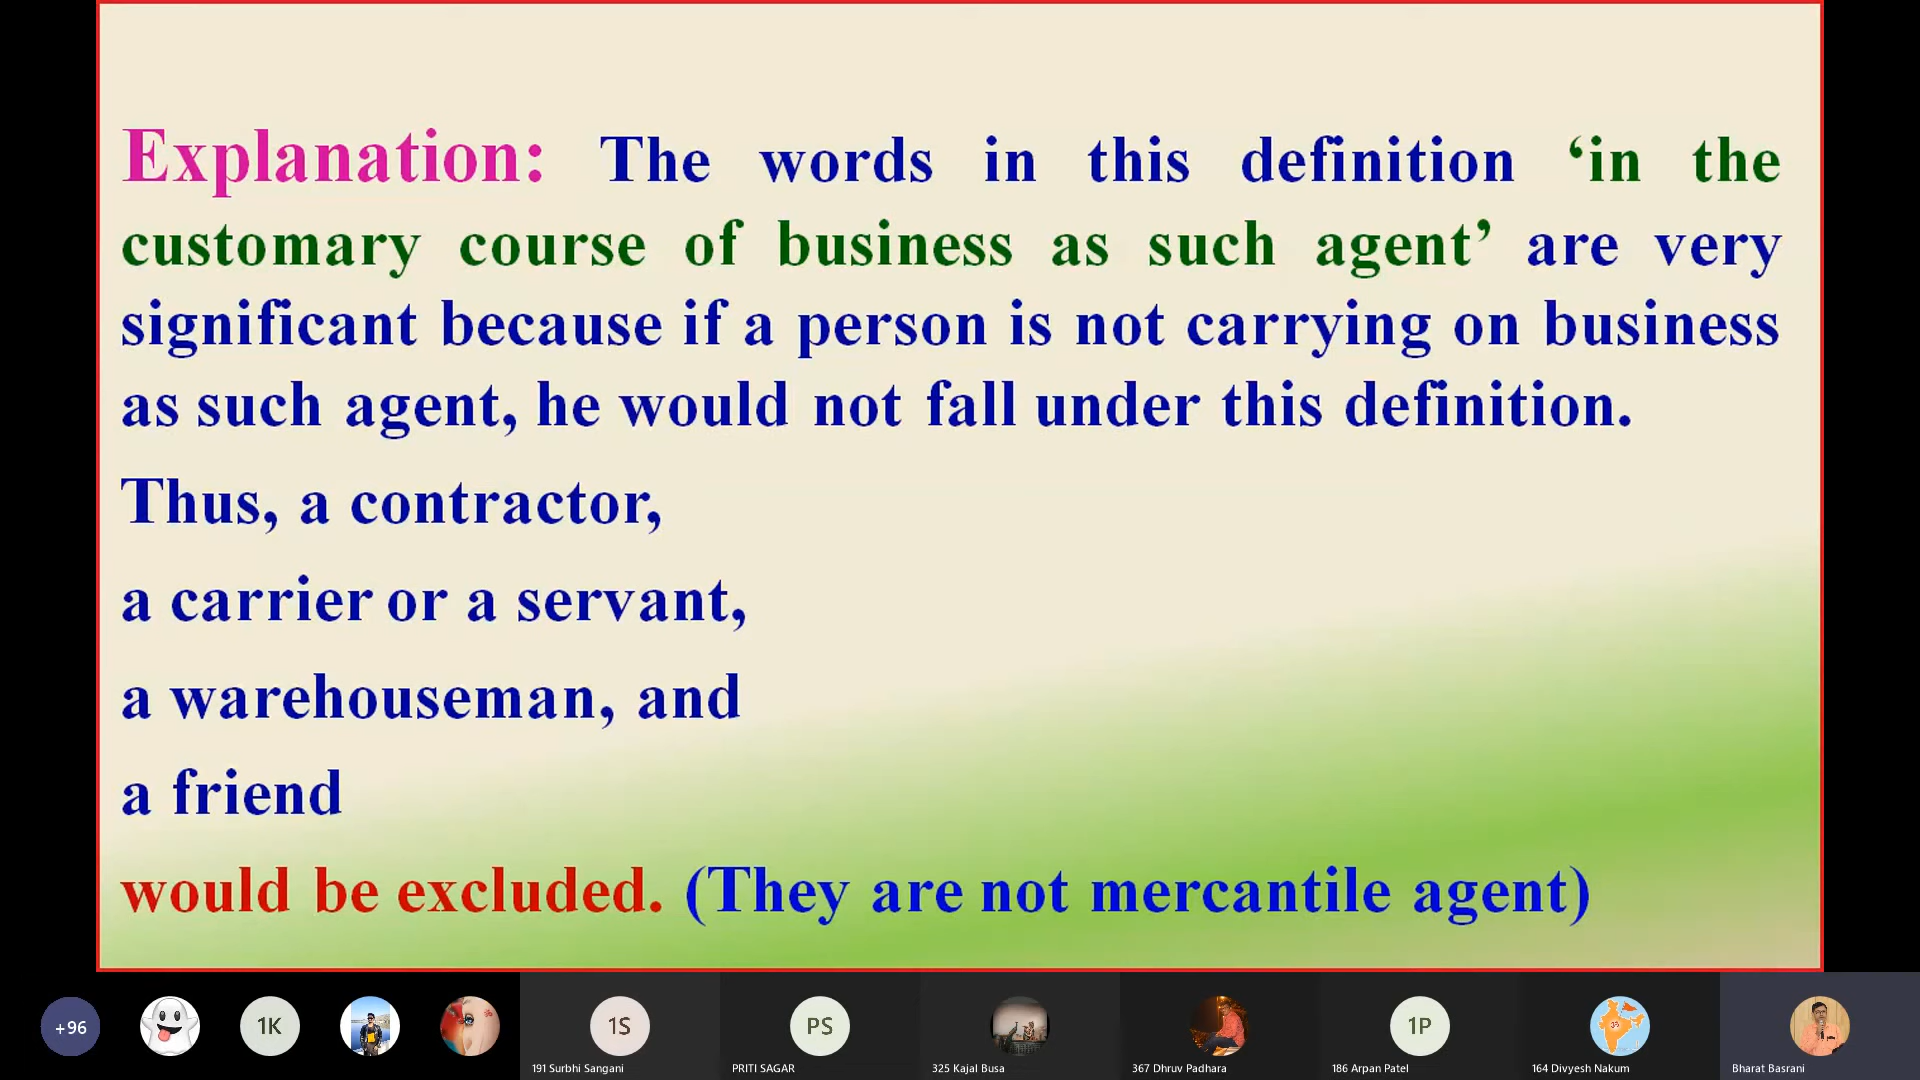 Explanation: The words in this definition ‘in the
customary course of business as such agent’ are very
significant because if a person is not carrying on business
as such agent, he would not fall under this definition.
Thus, a contractor,
a carrier or a servant,
a warehouseman, and
a friend
would be excluded. (They are not mercantile agent)
+96
1K
1S
PS
1P
191 Surbhi Sangani
PRITI SAGAR
325 Kajal Busa
367 Dhruv Padhara
186 Arpan Patel
164 Divyesh Nakum
Bharat Basrani